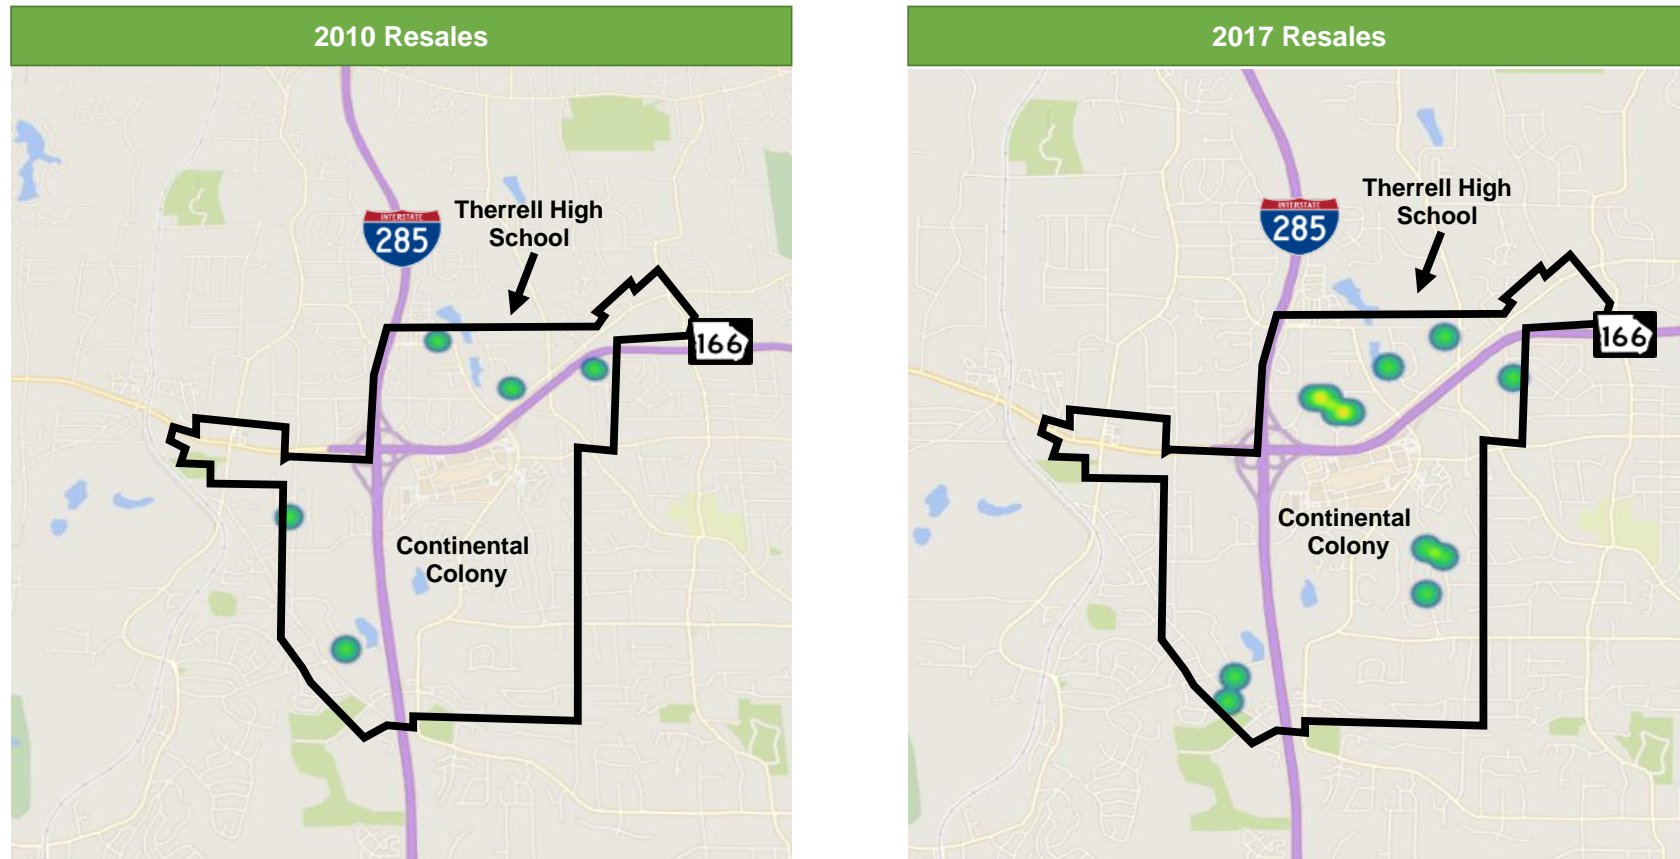 2010 Resales
Therrell High
School
INTERSTATE
285
166
Continental
Colony
2017 Resales
Therrell High
School
INTERSTATE
285
166
Continental
Colony